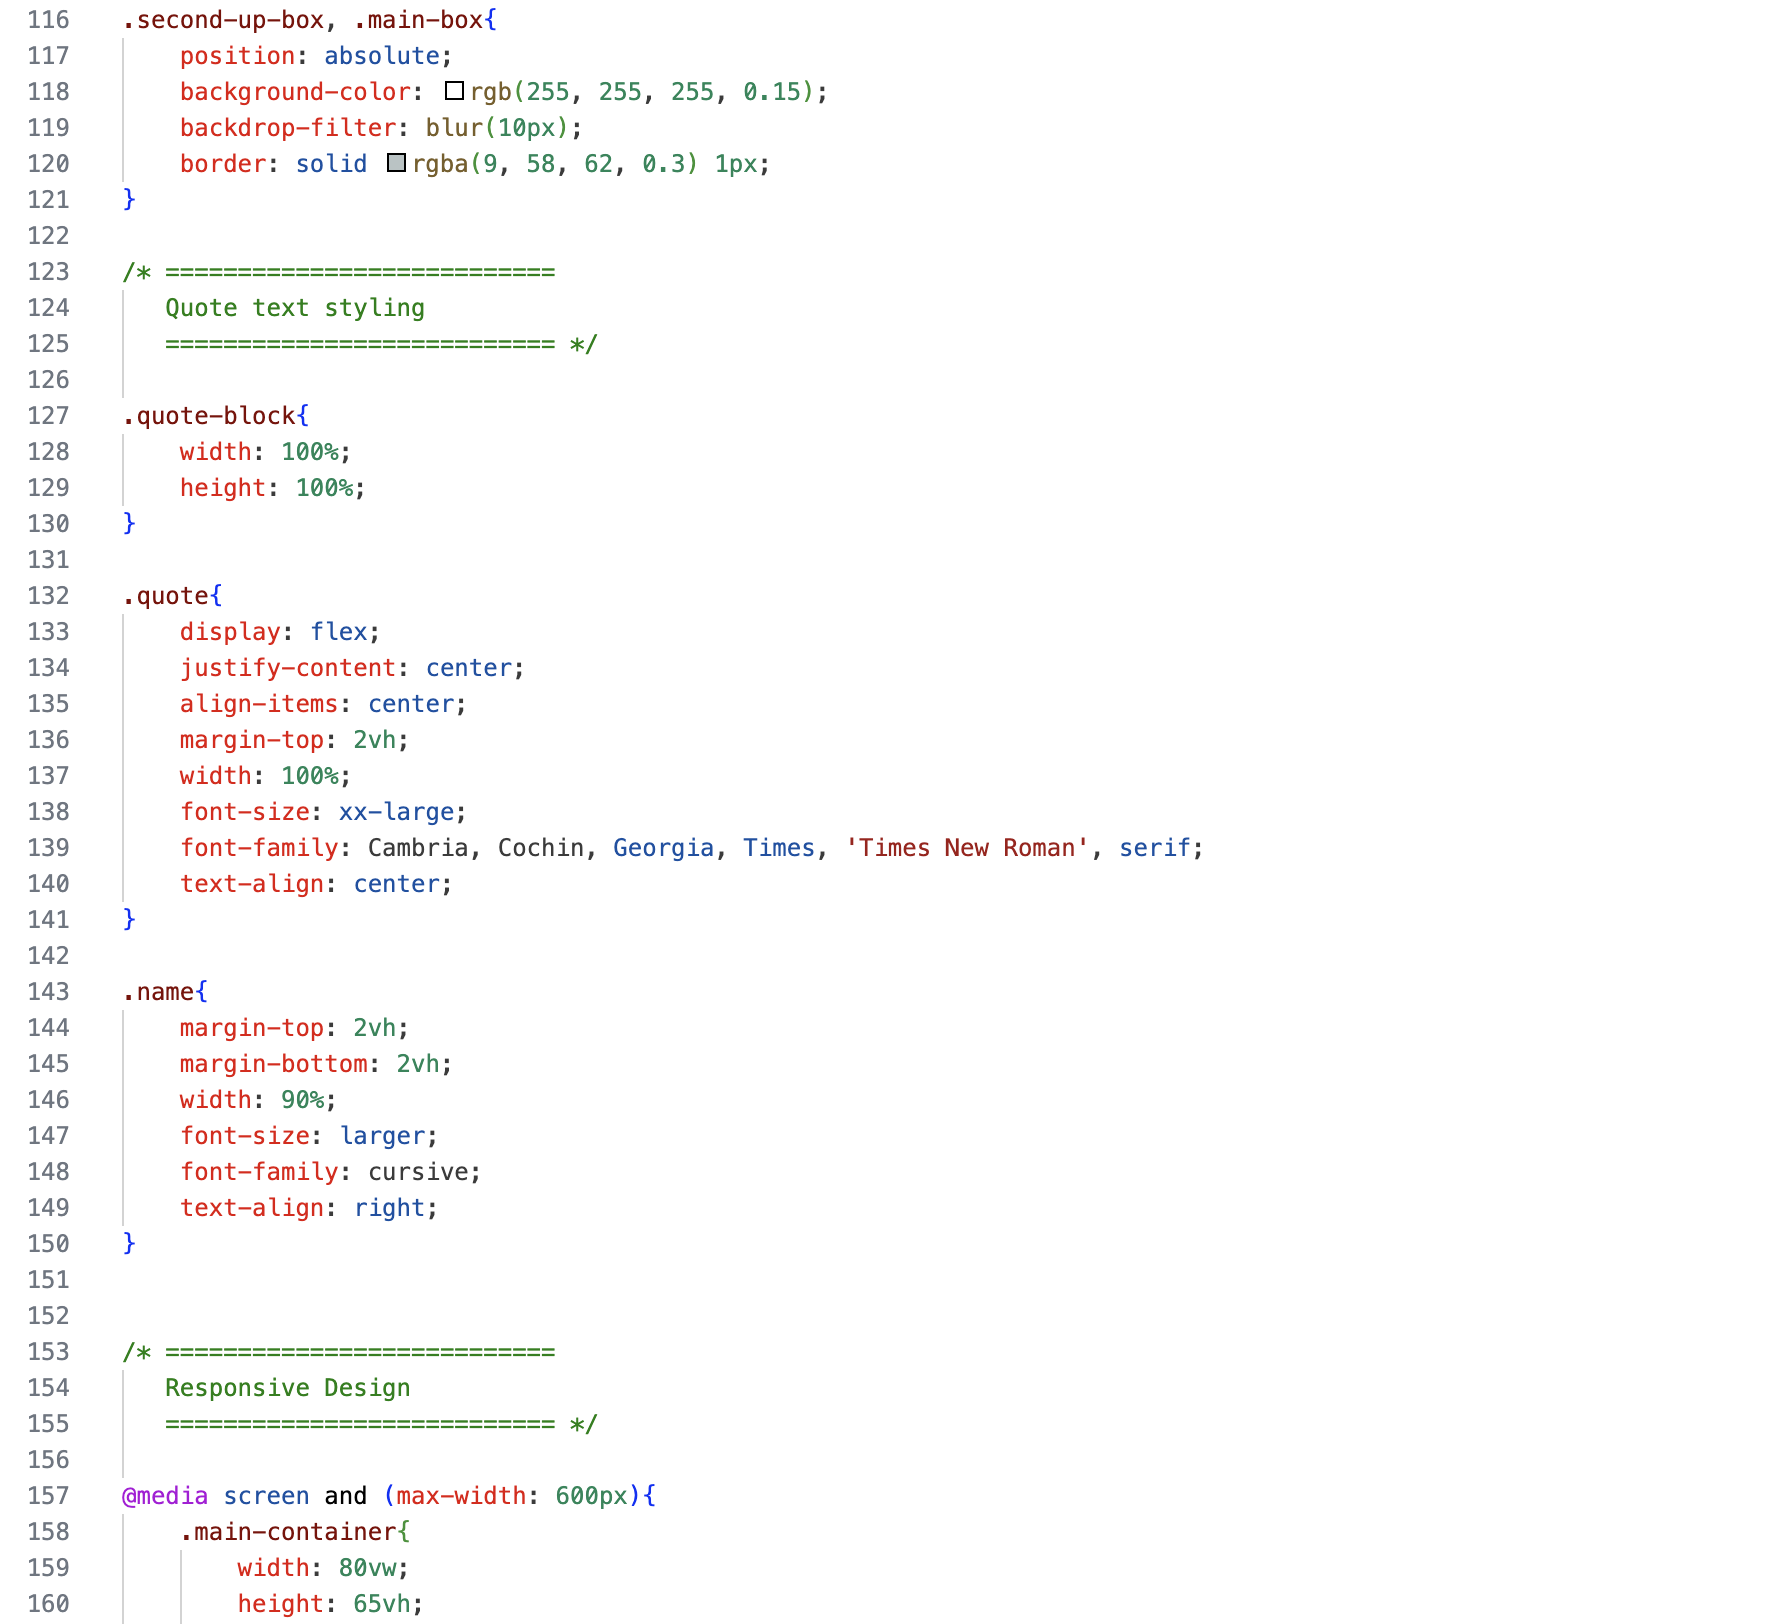 116 .second-up-box, .main-box{
117     position: absolute;
118     background-color: rgb(255, 255, 255, 0.15);
119     backdrop-filter: blur(10px);
120     border: solid rgba(9, 58, 62, 0.3) 1px;
121 }
122
123 /* ===========================
124    Quote text styling
125    =========================== */
126
127 .quote-block{
128     width: 100%;
129     height: 100%;
130 }
131
132 .quote{
133     display: flex;
134     justify-content: center;
135     align-items: center;
136     margin-top: 2vh;
137     width: 100%;
138     font-size: xx-large;
139     font-family: Cambria, Cochin, Georgia, Times, 'Times New Roman', serif;
140     text-align: center;
141 }
142
143 .name{
144     margin-top: 2vh;
145     margin-bottom: 2vh;
146     width: 90%;
147     font-size: larger;
148     font-family: cursive;
149     text-align: right;
150 }
151
152
153 /* ===========================
154    Responsive Design
155    =========================== */
156
157 @media screen and (max-width: 600px){
158     .main-container{
159         width: 80vw;
160         height: 65vh;